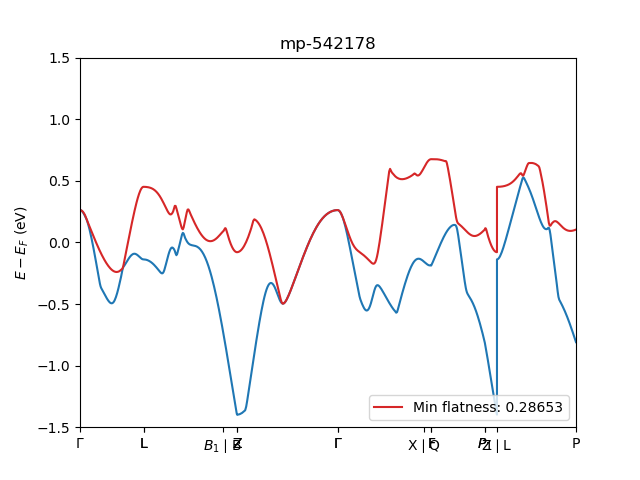 mp-542178
E − E_F (eV)
1.5
1.0
0.5
0.0
−0.5
−1.0
−1.5
Min flatness: 0.28653
Γ L B₁ | Z Γ X | Q F P₁ Z | L P